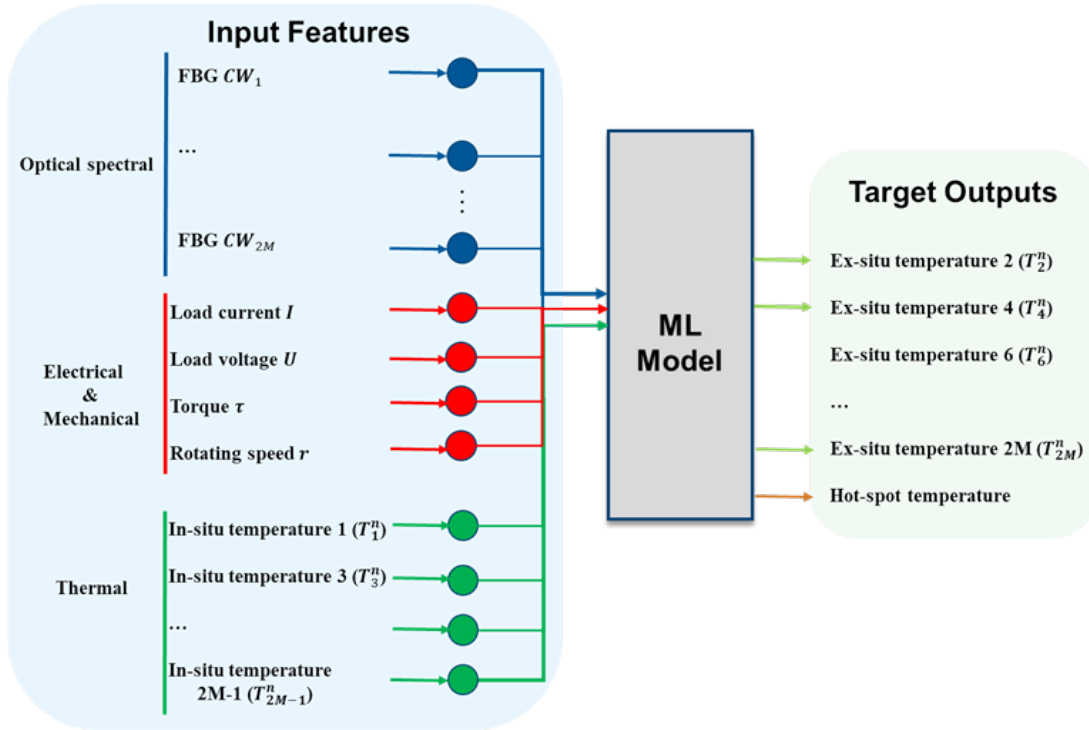 Input Features
Optical spectral
FBG CW₁
...
⋮
FBG CW₂ₘ
Electrical
&
Mechanical
Load current I
Load voltage U
Torque τ
Rotating speed r
Thermal
In-situ temperature 1 (T₁ⁿ)
In-situ temperature 3 (T₃ⁿ)
...
In-situ temperature
2M-1 (T₂ₘ₋₁ⁿ)
ML
Model
Target Outputs
Ex-situ temperature 2 (T₂ⁿ)
Ex-situ temperature 4 (T₄ⁿ)
Ex-situ temperature 6 (T₆ⁿ)
...
Ex-situ temperature 2M (T₂ₘⁿ)
Hot-spot temperature